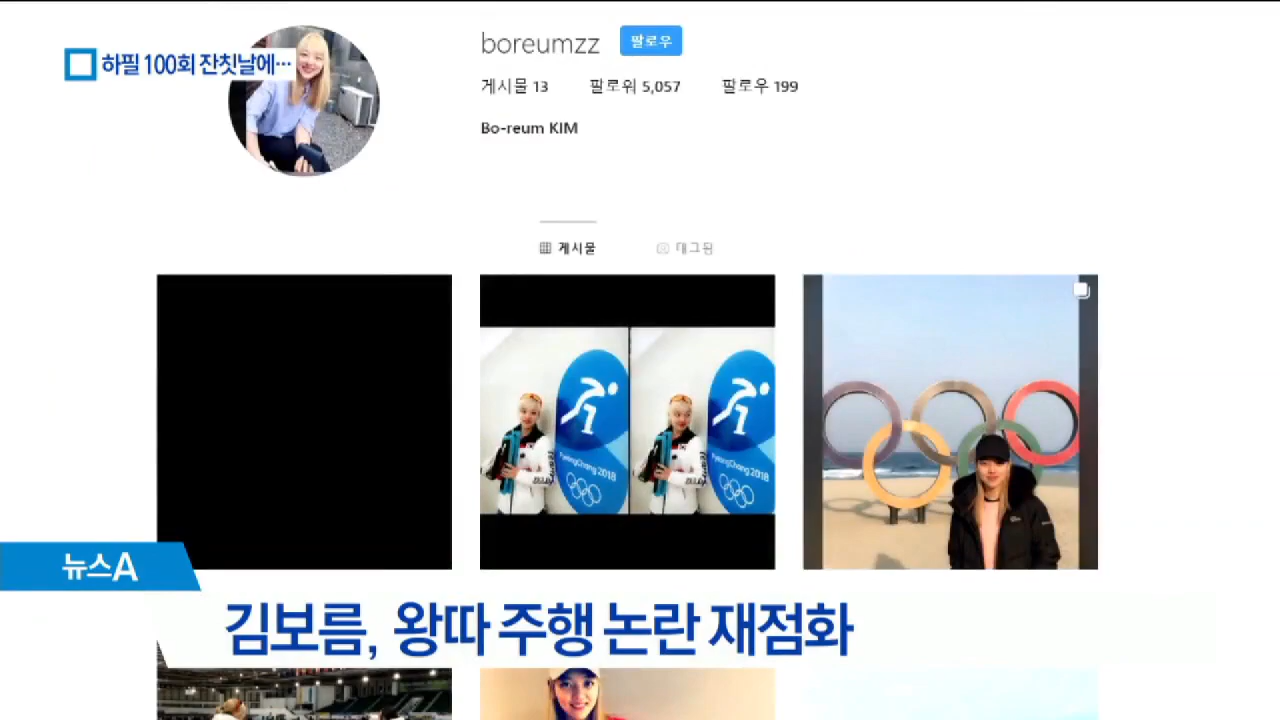 하필 100회 잔칫날에…
boreumzz 팔로우
게시물 13 팔로워 5,057 팔로우 199
Bo-reum KIM
게시물 태그됨
PyeongChang 2018
PyeongChang 2018
뉴스A
김보름, 왕따 주행 논란 재점화